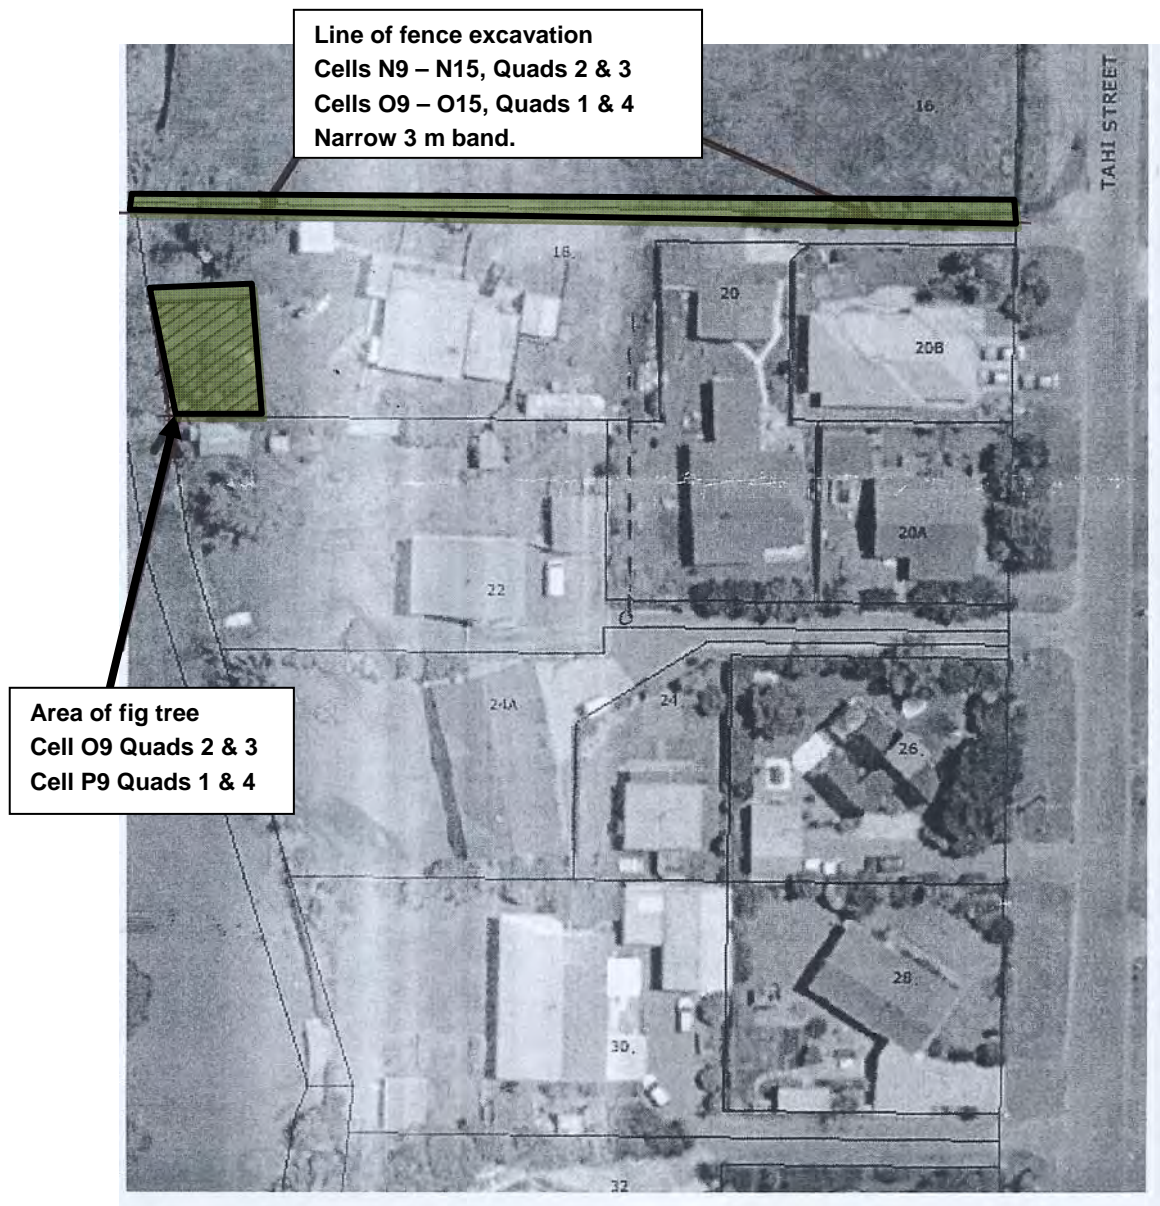 Line of fence excavation
Cells N9 – N15, Quads 2 & 3
Cells O9 – O15, Quads 1 & 4
Narrow 3 m band.
16.
TAHI STREET
18.
20
20B
20A
22
24A
24
26.
Area of fig tree
Cell O9 Quads 2 & 3
Cell P9 Quads 1 & 4
28.
30.
32